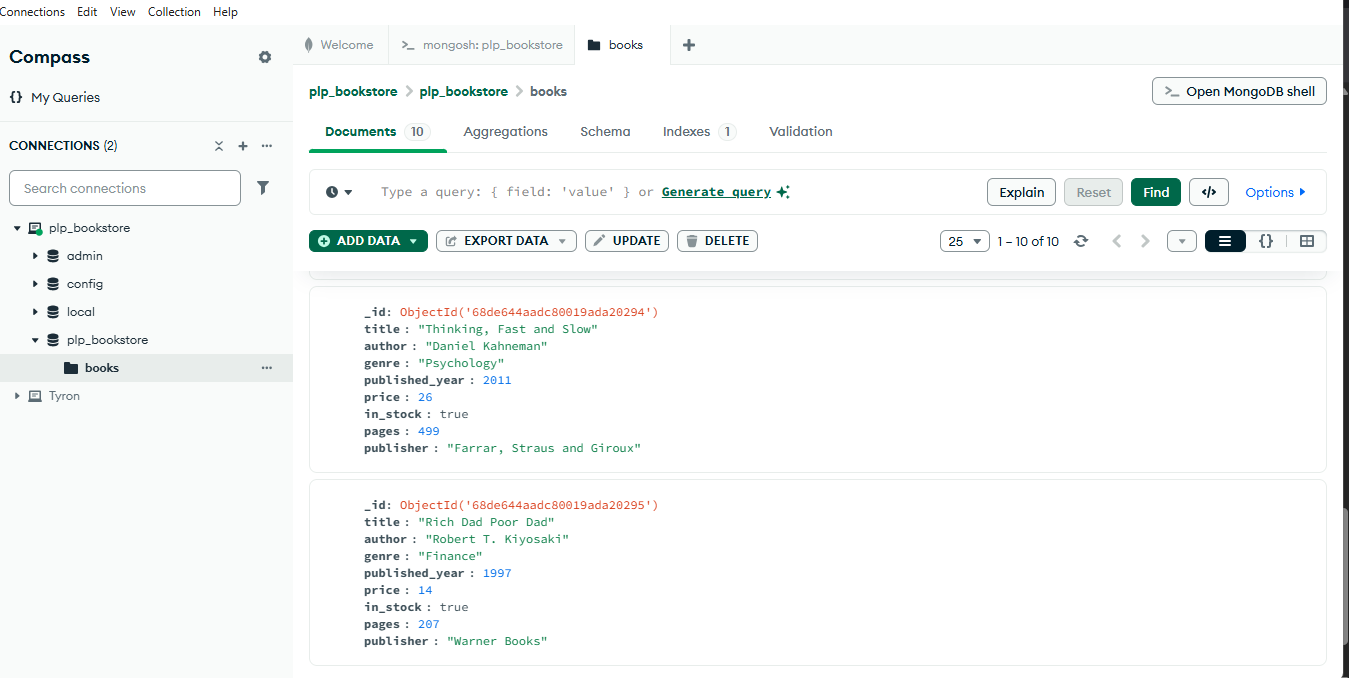 Connections Edit View Collection Help
Compass
My Queries
CONNECTIONS (2)
Search connections
plp_bookstore
admin
config
local
plp_bookstore
books
Tyron
Welcome
mongosh: plp_bookstore
books
plp_bookstore > plp_bookstore > books
>_ Open MongoDB shell
Documents 10 Aggregations Schema Indexes 1 Validation
Type a query: { field: 'value' } or Generate query
Explain Reset Find </> Options
ADD DATA EXPORT DATA UPDATE DELETE
25 1 – 10 of 10 {}
_id: ObjectId('68de644aadc80019ada20294')
title : "Thinking, Fast and Slow"
author : "Daniel Kahneman"
genre : "Psychology"
published_year : 2011
price : 26
in_stock : true
pages : 499
publisher : "Farrar, Straus and Giroux"
_id: ObjectId('68de644aadc80019ada20295')
title : "Rich Dad Poor Dad"
author : "Robert T. Kiyosaki"
genre : "Finance"
published_year : 1997
price : 14
in_stock : true
pages : 207
publisher : "Warner Books"